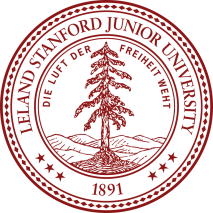 LELAND STANFORD JUNIOR UNIVERSITY
DIE LUFT DER FREIHEIT WEHT
1891